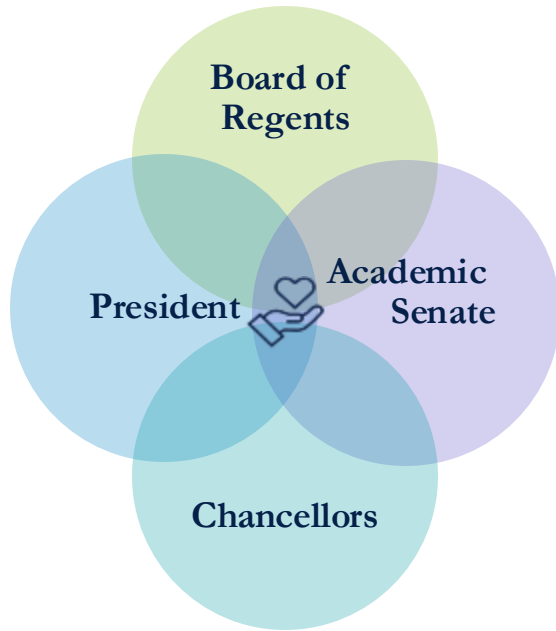 Board of
Regents
Academic
Senate
President
Chancellors